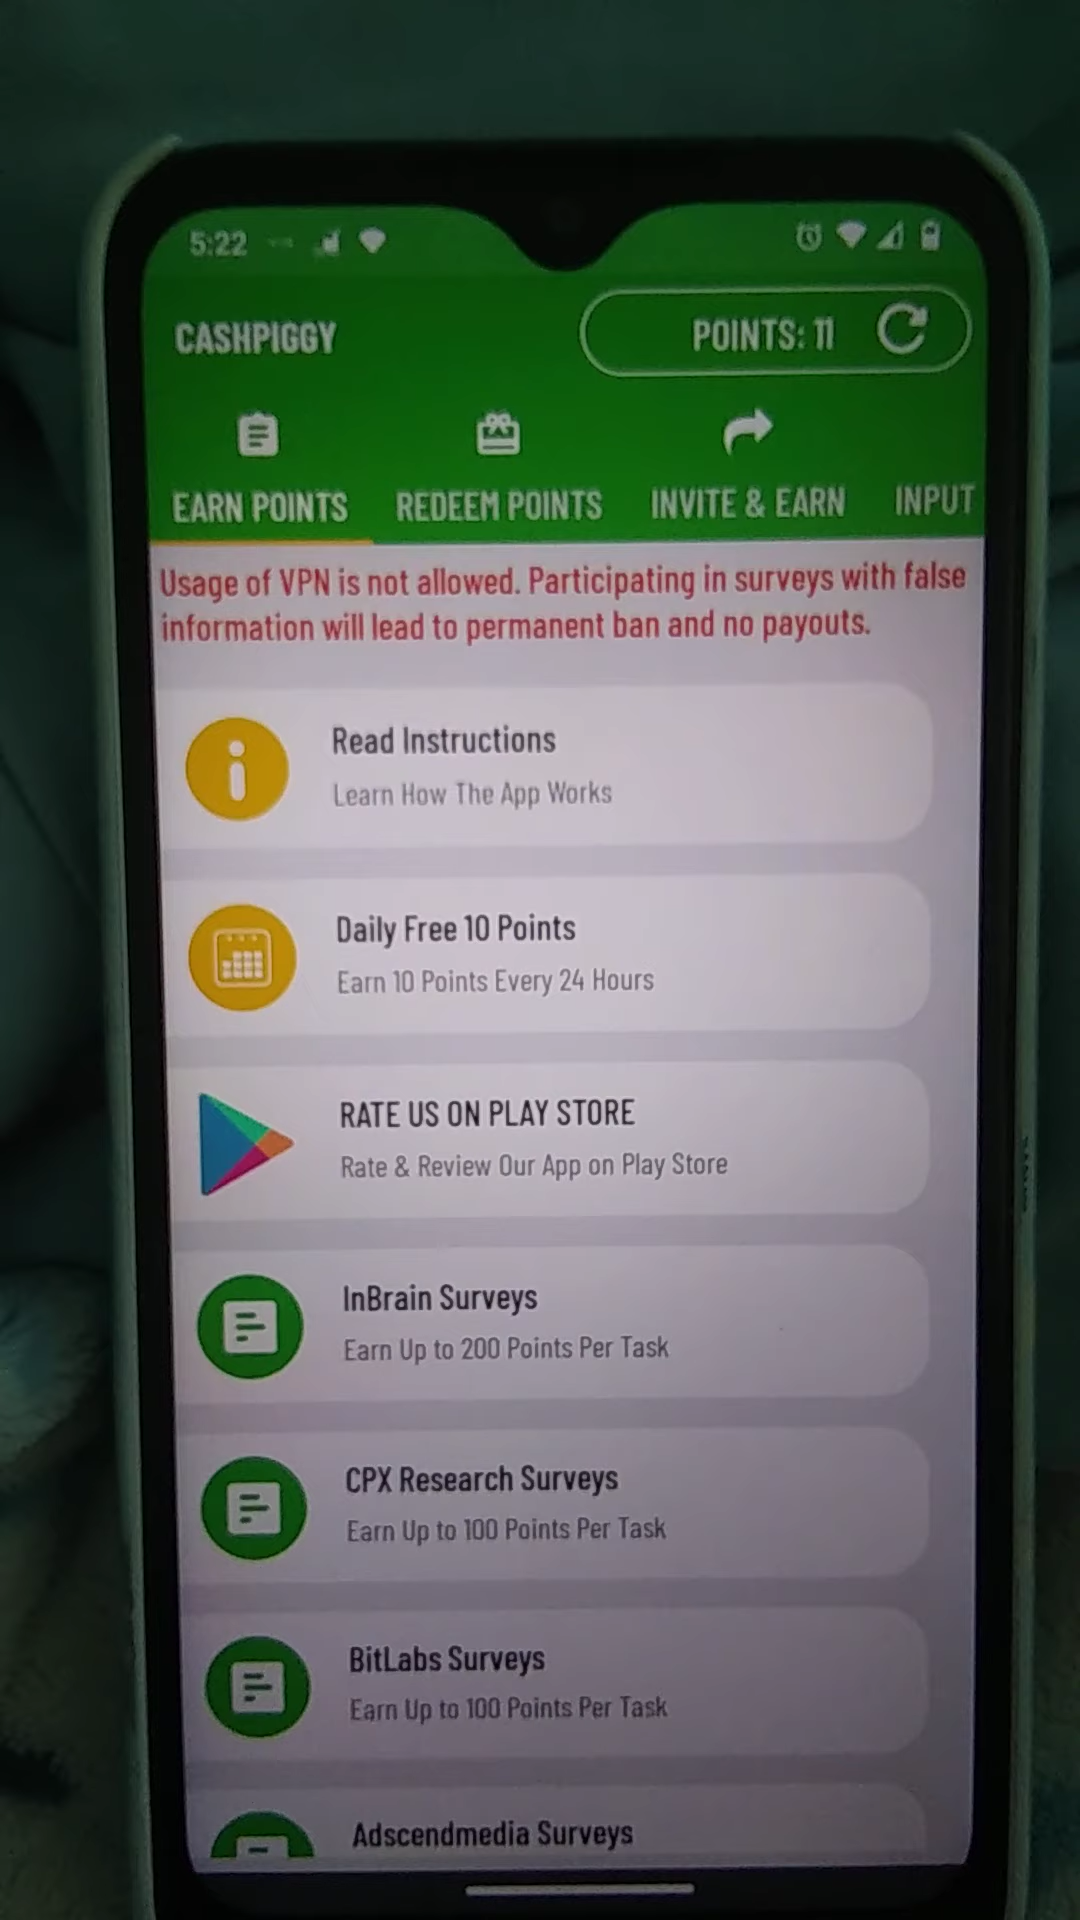 5:22
CASHPIGGY
POINTS: 11
EARN POINTS
REDEEM POINTS
INVITE & EARN
INPUT
Usage of VPN is not allowed. Participating in surveys with false
information will lead to permanent ban and no payouts.
Read Instructions
Learn How The App Works
Daily Free 10 Points
Earn 10 Points Every 24 Hours
RATE US ON PLAY STORE
Rate & Review Our App on Play Store
InBrain Surveys
Earn Up to 200 Points Per Task
CPX Research Surveys
Earn Up to 100 Points Per Task
BitLabs Surveys
Earn Up to 100 Points Per Task
Adscendmedia Surveys